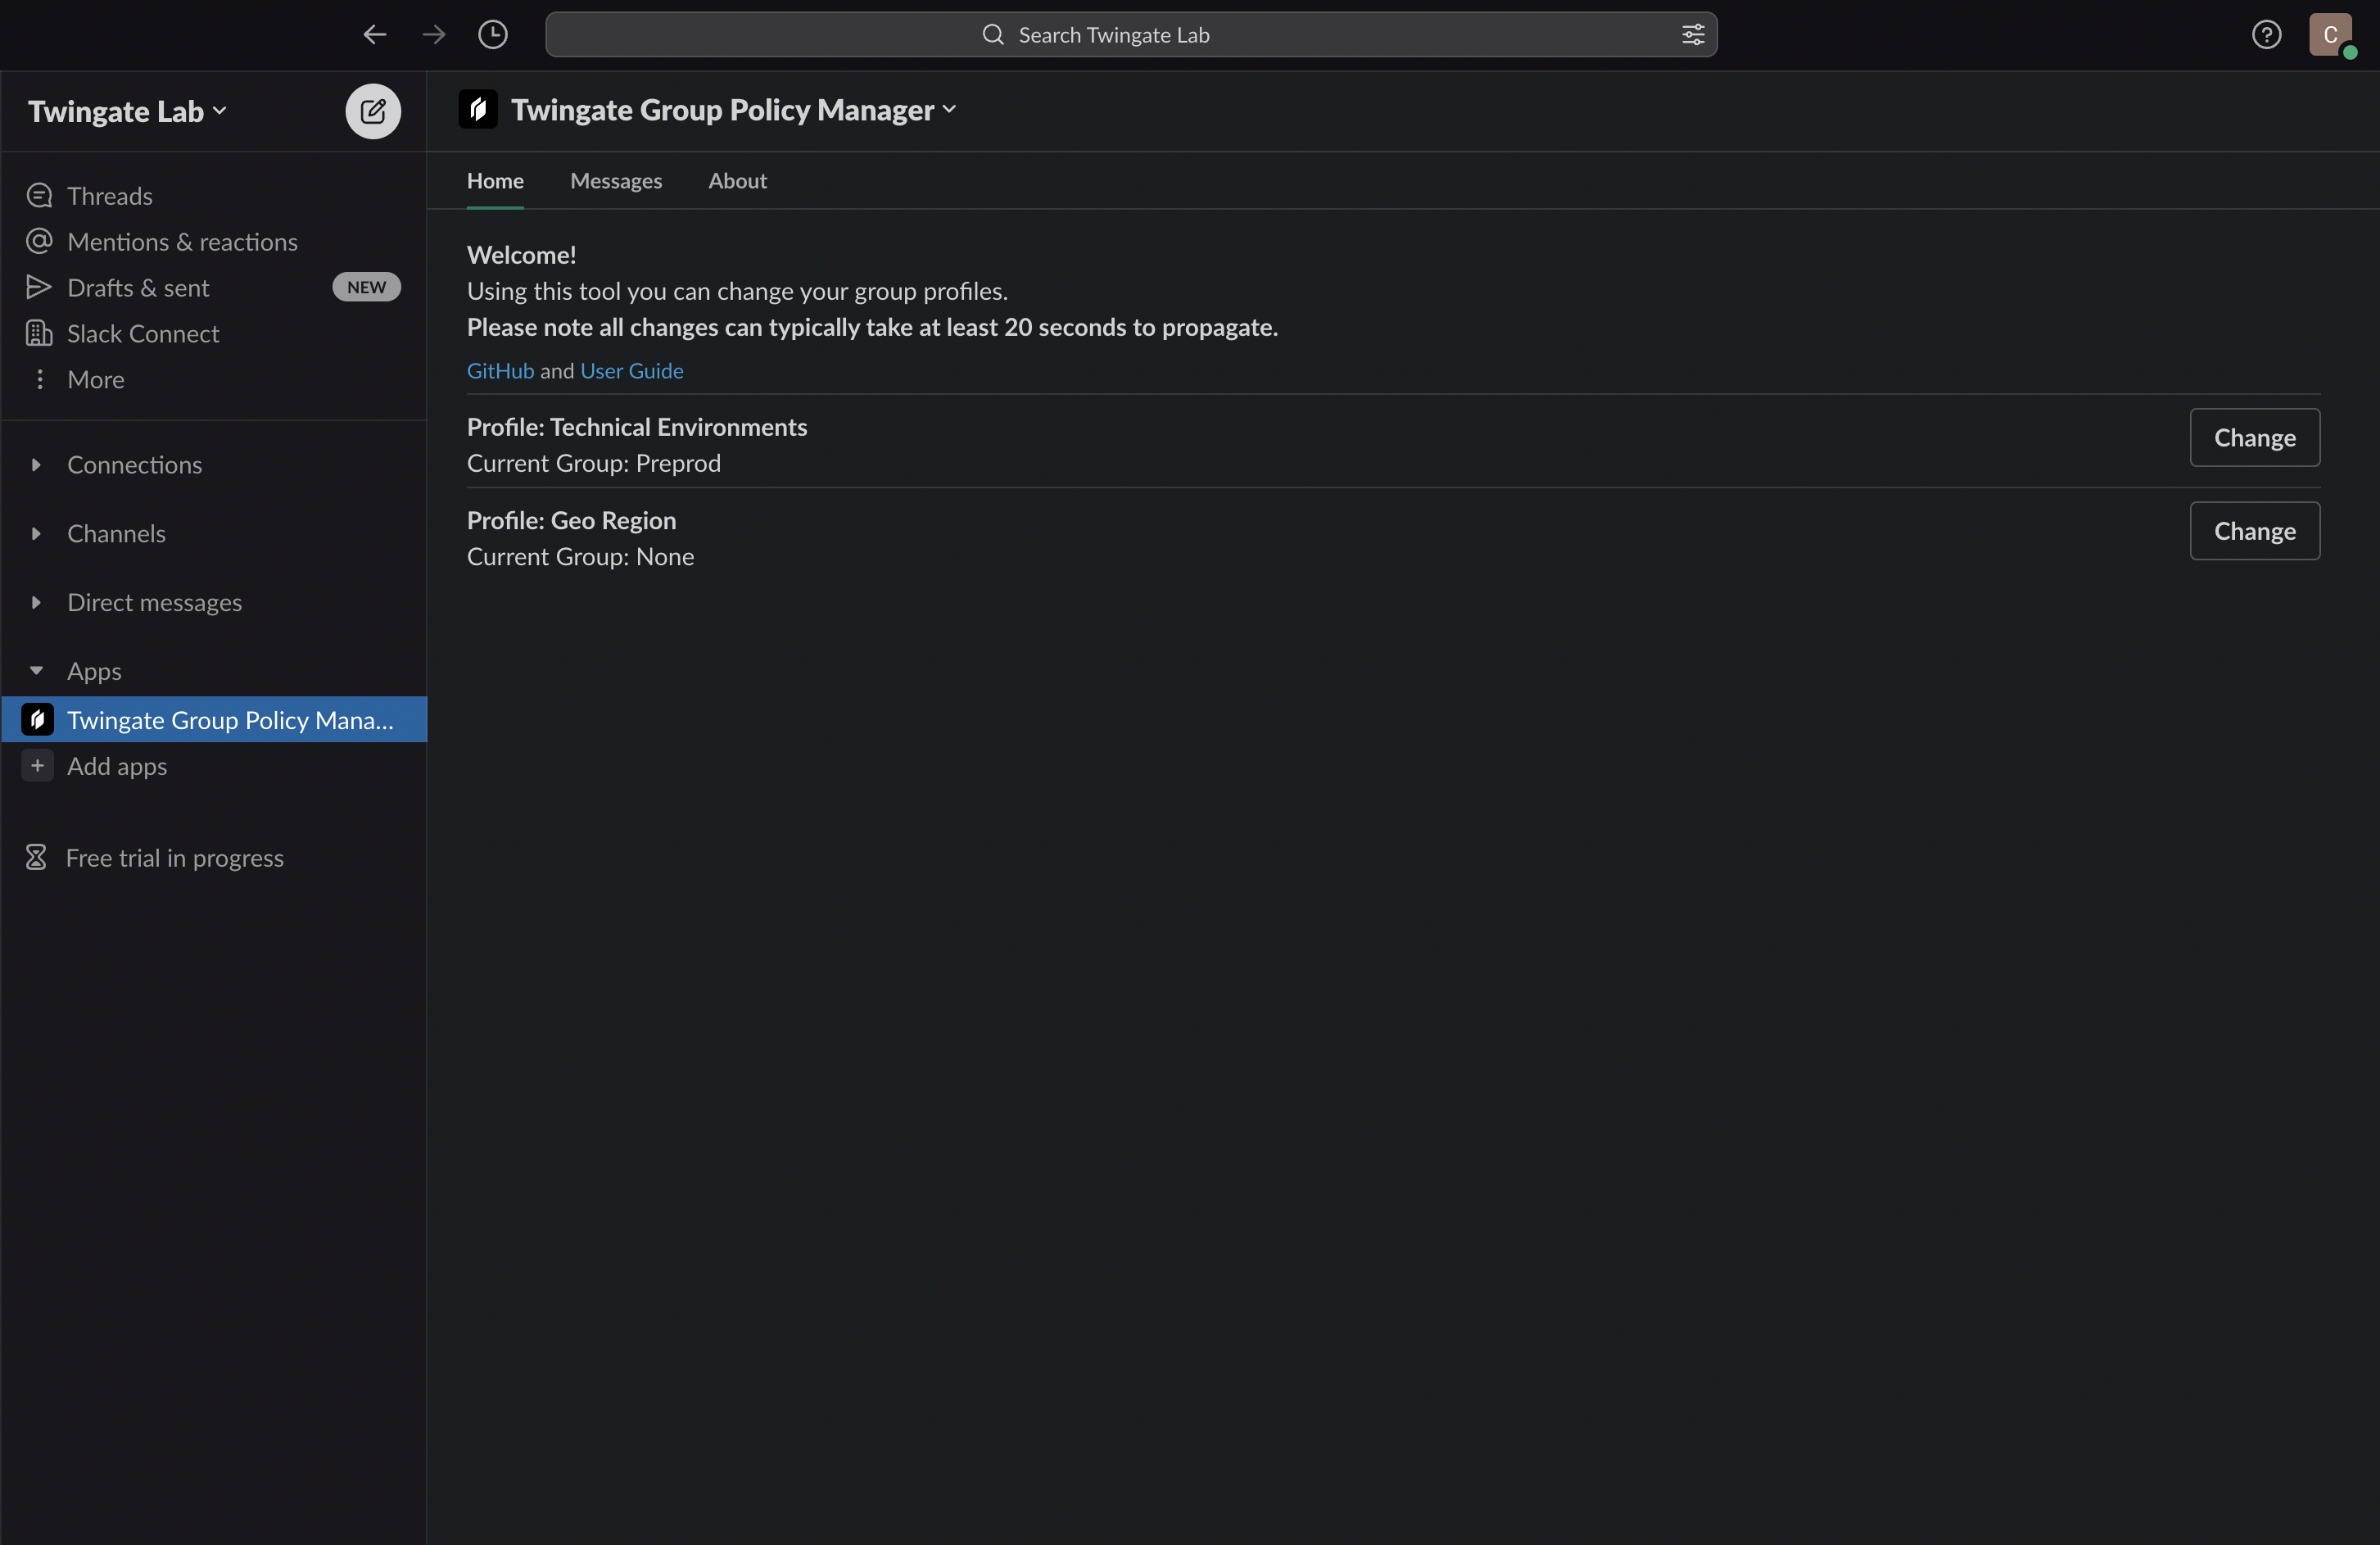 Search Twingate Lab
C
Twingate Lab
Threads
Mentions & reactions
Drafts & sent NEW
Slack Connect
More
Connections
Channels
Direct messages
Apps
Twingate Group Policy Mana...
Add apps
Free trial in progress
Twingate Group Policy Manager
Home Messages About
Welcome!
Using this tool you can change your group profiles.
Please note all changes can typically take at least 20 seconds to propagate.
GitHub and User Guide
Profile: Technical Environments
Current Group: Preprod
Change
Profile: Geo Region
Current Group: None
Change